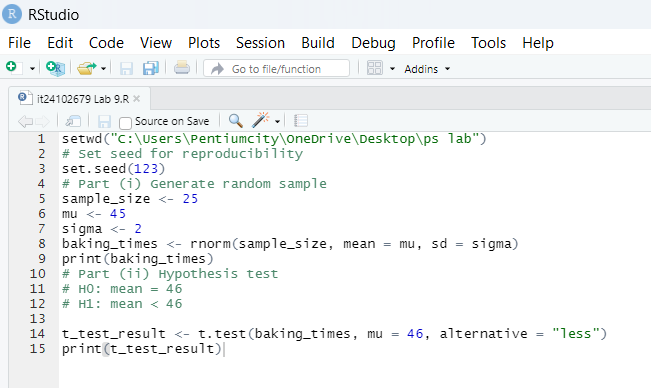 RStudio
File Edit Code View Plots Session Build Debug Profile Tools Help
Go to file/function Addins
it24102679 Lab 9.R
Source on Save
1 setwd("C:\Users\Pentiumcity\OneDrive\Desktop\ps lab")
2 # Set seed for reproducibility
3 set.seed(123)
4 # Part (i) Generate random sample
5 sample_size <- 25
6 mu <- 45
7 sigma <- 2
8 baking_times <- rnorm(sample_size, mean = mu, sd = sigma)
9 print(baking_times)
10 # Part (ii) Hypothesis test
11 # H0: mean = 46
12 # H1: mean < 46
13
14 t_test_result <- t.test(baking_times, mu = 46, alternative = "less")
15 print(t_test_result)